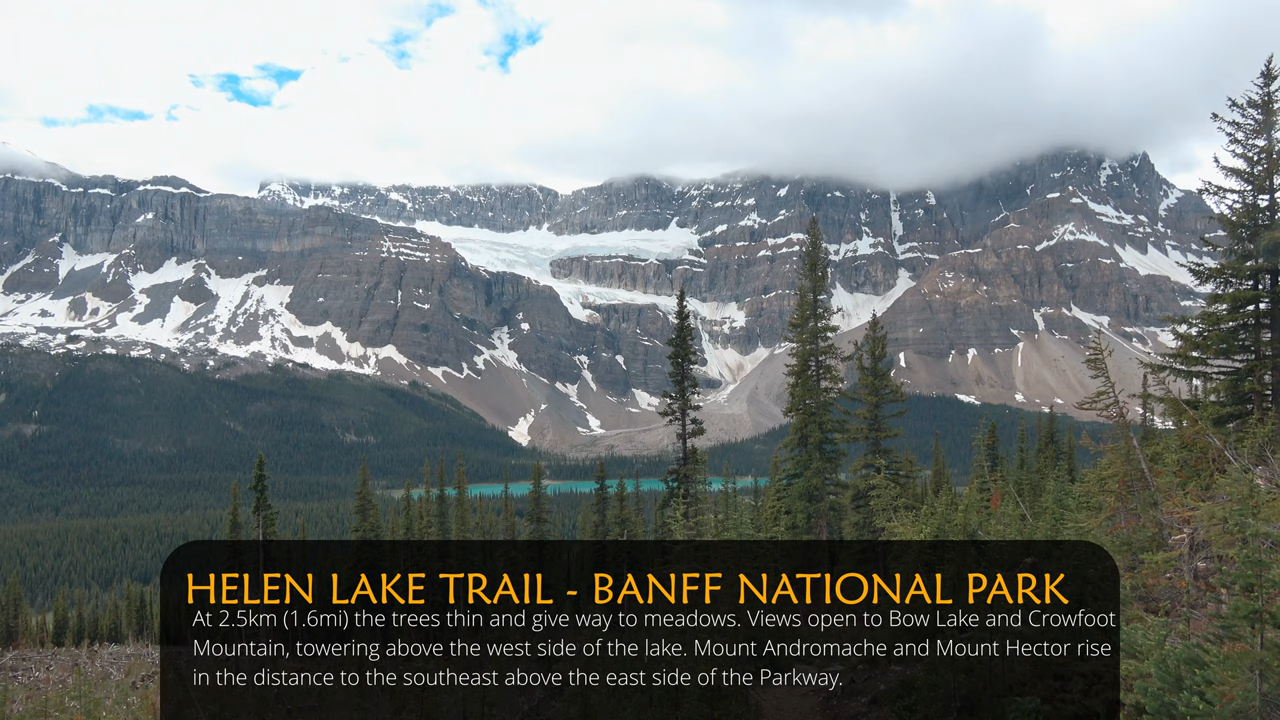 HELEN LAKE TRAIL - BANFF NATIONAL PARK
At 2.5km (1.6mi) the trees thin and give way to meadows. Views open to Bow Lake and Crowfoot
Mountain, towering above the west side of the lake. Mount Andromache and Mount Hector rise
in the distance to the southeast above the east side of the Parkway.